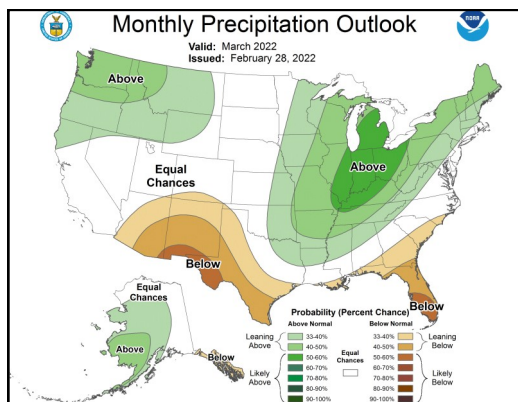 Monthly Precipitation Outlook
Valid: March 2022
Issued: February 28, 2022
NOAA
Above
Equal
Chances
Above
Below
Below
Equal
Chances
Above
Below
Probability (Percent Chance)
Above Normal
Below Normal
Leaning
Above
33-40%
40-50%
50-60%
60-70%
70-80%
80-90%
90-100%
Likely
Above
Equal
Chances
33-40%
40-50%
50-60%
60-70%
70-80%
80-90%
90-100%
Leaning
Below
Likely
Below